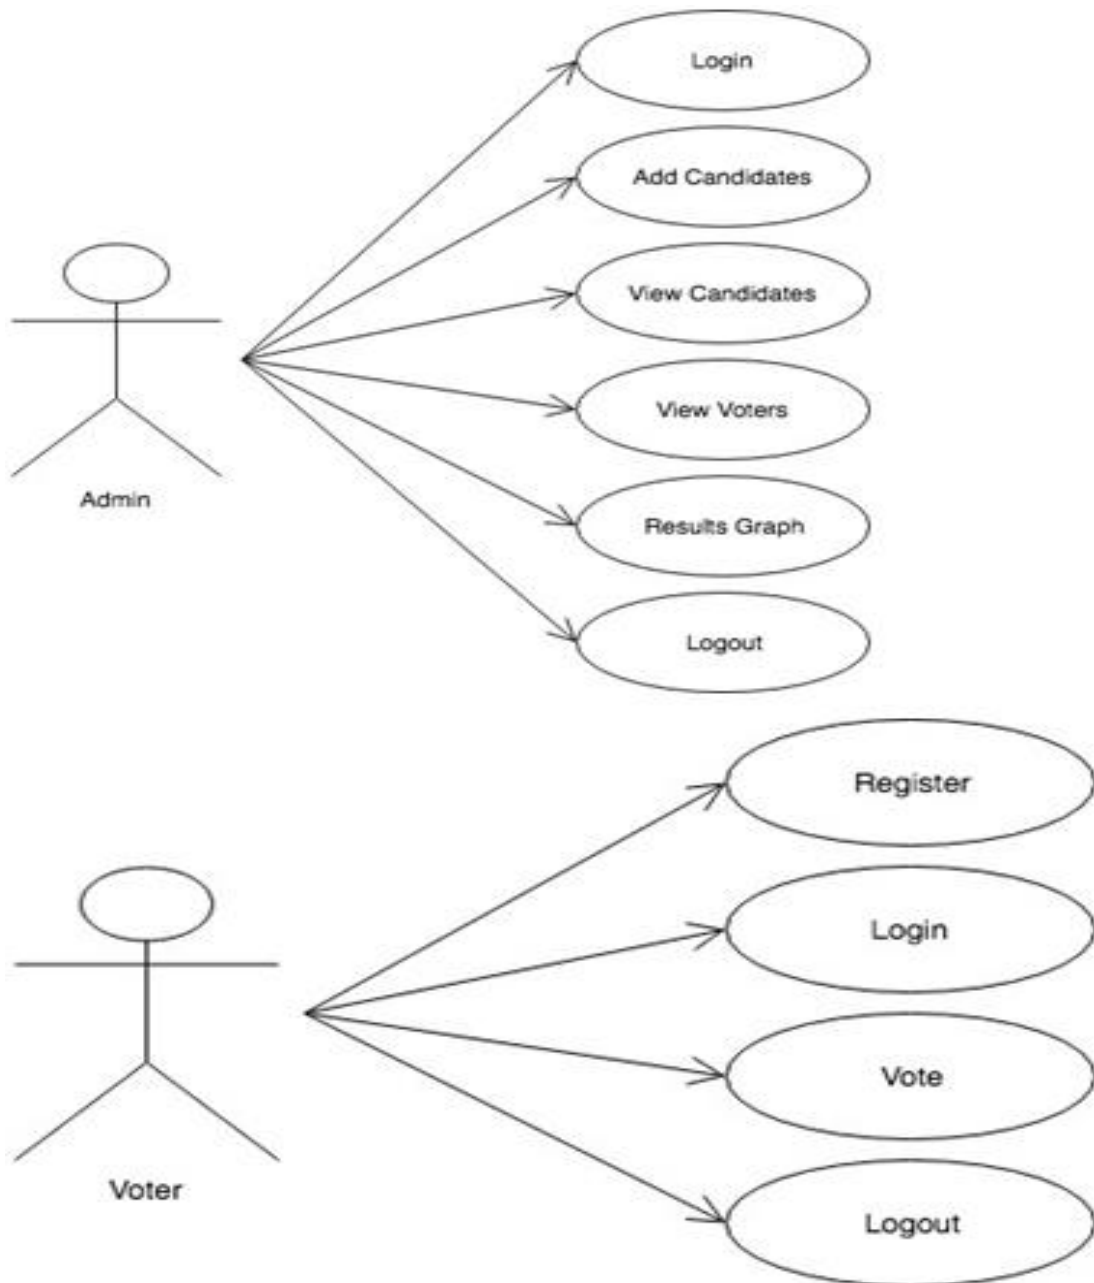 Login
Add Candidates
View Candidates
View Voters
Results Graph
Logout
Admin
Register
Login
Vote
Logout
Voter